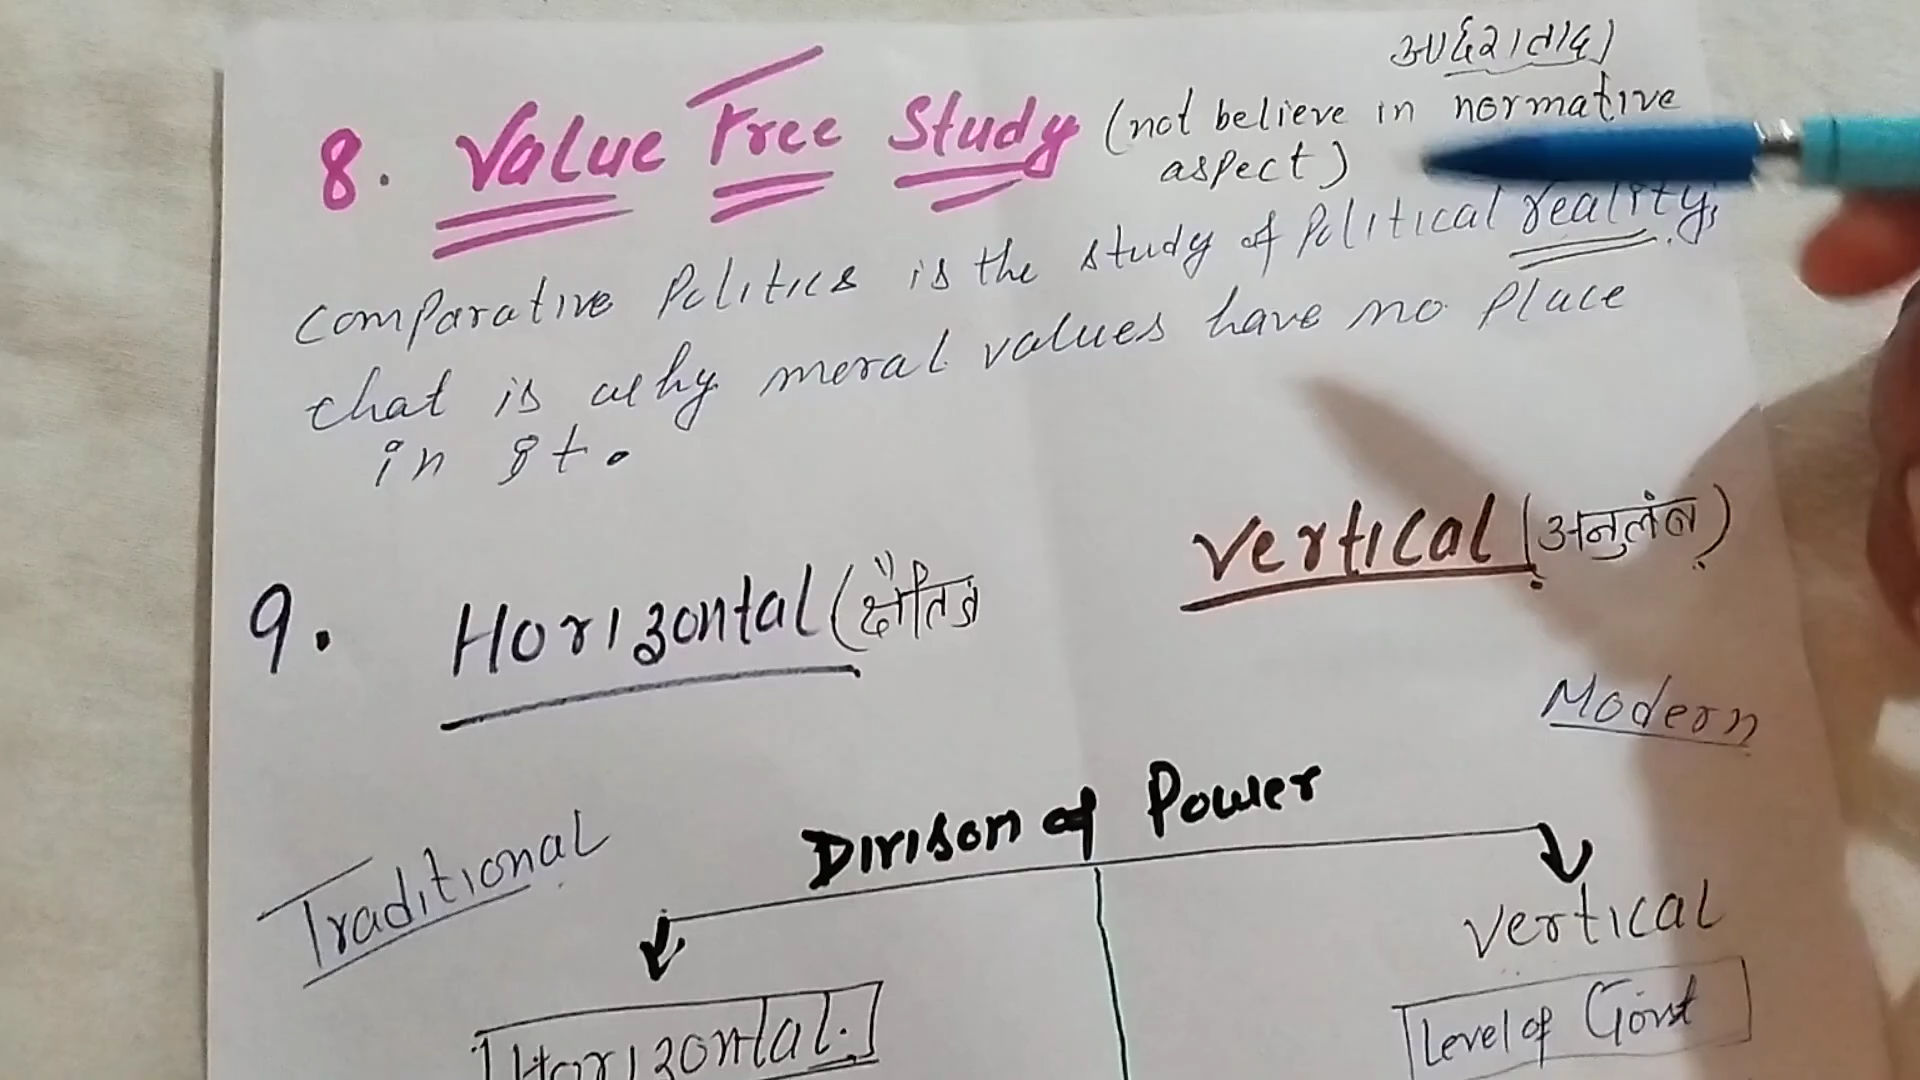 8. Value Free Study (not believe in normative
aspect)
Comparative Politics is the study of Political reality,
that is why moral values have no place
in it.
9. Horizontal (क्षैतिज
Vertical (अनुलंब)
Modern
Traditional
Divison of Power
Vertical
Horizontal.
Level of Govt